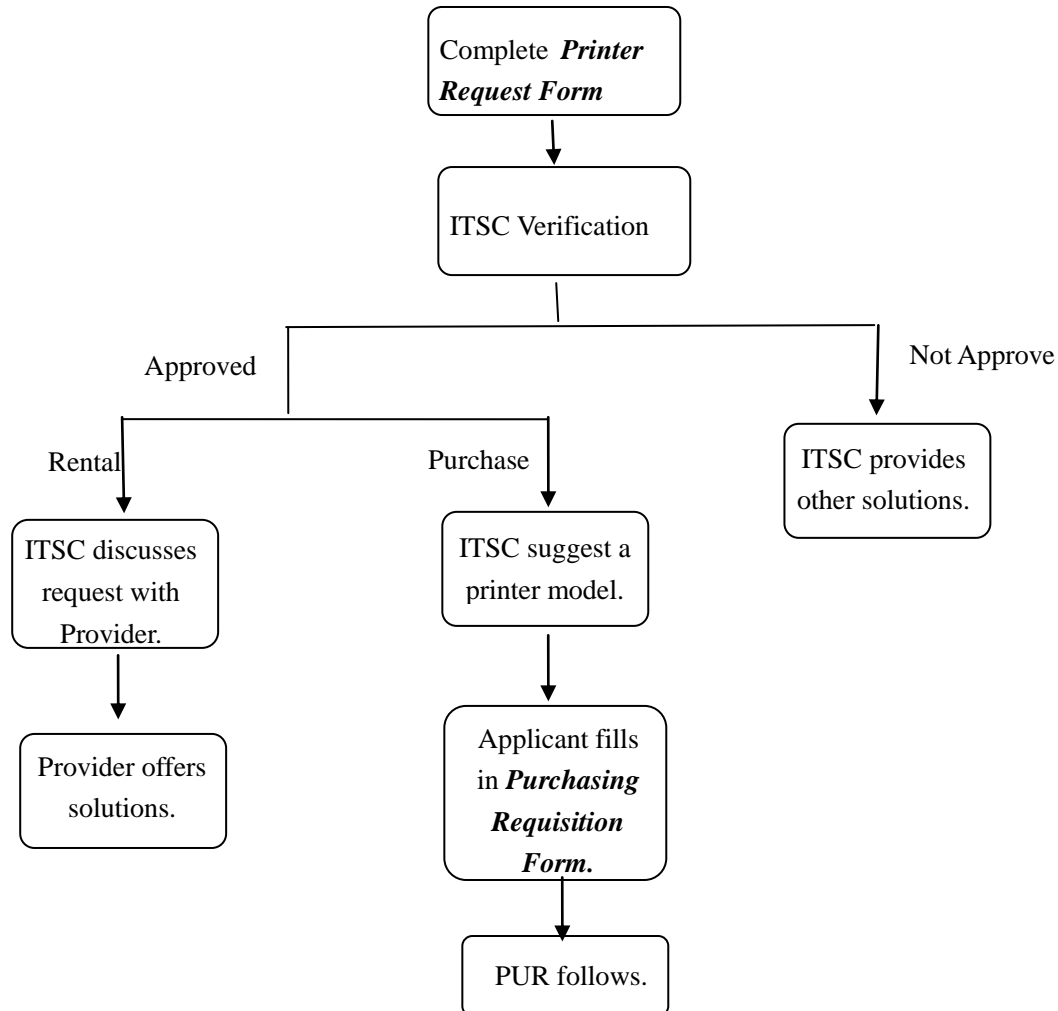 Complete Printer
Request Form
ITSC Verification
Approved
Not Approve
Rental
Purchase
ITSC provides
other solutions.
ITSC discusses
request with
Provider.
ITSC suggest a
printer model.
Provider offers
solutions.
Applicant fills
in Purchasing
Requisition
Form.
PUR follows.